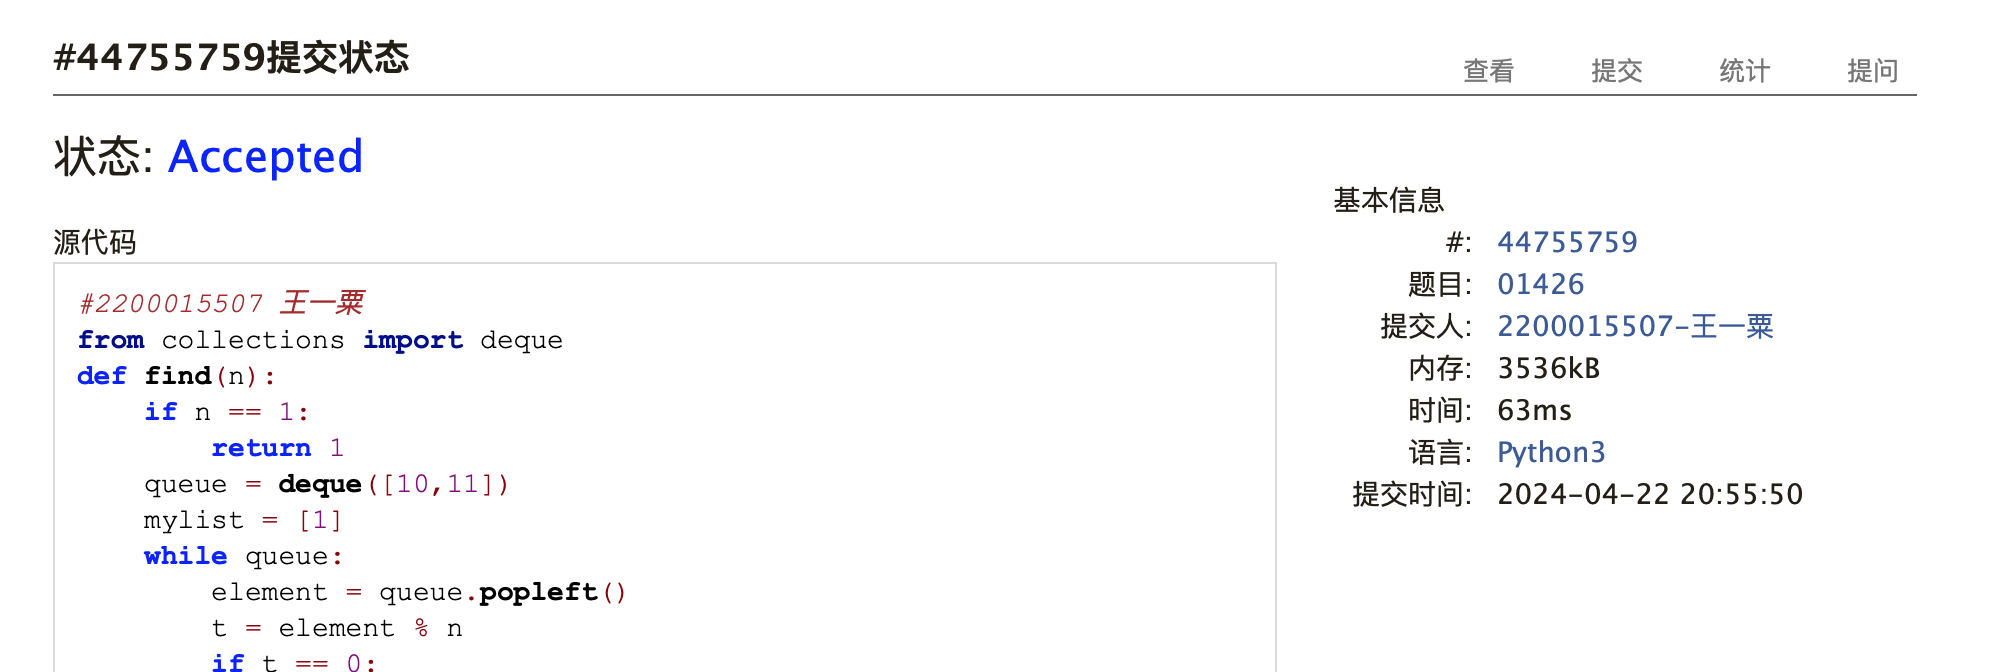 #44755759提交状态
查看 提交 统计 提问
状态: Accepted
源代码
#2200015507 王一粟
from collections import deque
def find(n):
    if n == 1:
        return 1
    queue = deque([10,11])
    mylist = [1]
    while queue:
        element = queue.popleft()
        t = element % n
        if t == 0:
基本信息
#: 44755759
题目: 01426
提交人: 2200015507-王一粟
内存: 3536kB
时间: 63ms
语言: Python3
提交时间: 2024-04-22 20:55:50